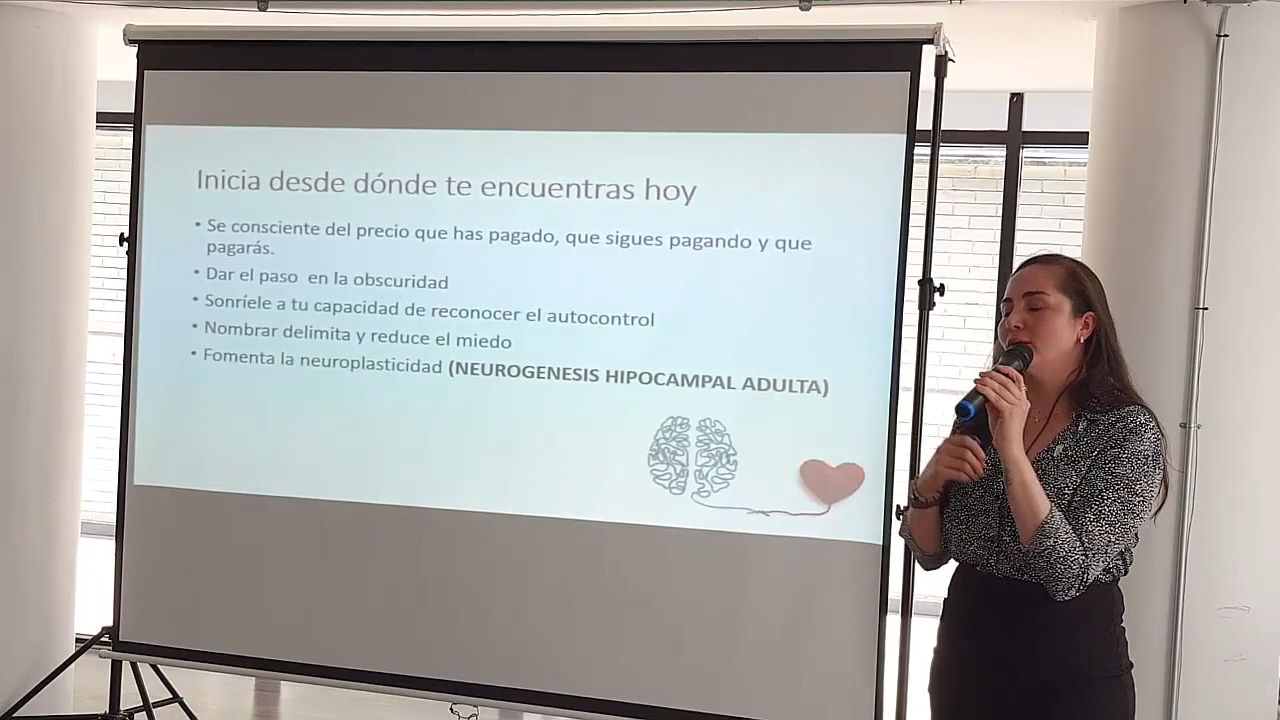 Inicia desde dónde te encuentras hoy
• Se consciente del precio que has pagado, que sigues pagando y que
pagarás.
• Dar el paso en la obscuridad
• Sonríele a tu capacidad de reconocer el autocontrol
• Nombrar delimita y reduce el miedo
• Fomenta la neuroplasticidad (NEUROGENESIS HIPOCAMPAL ADULTA)